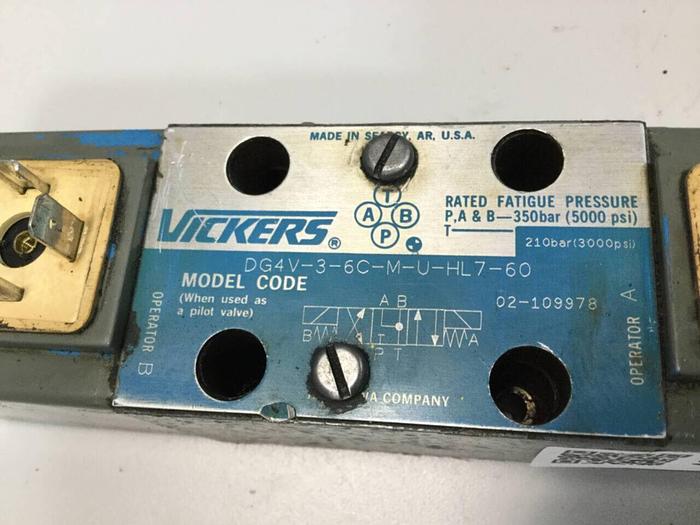 MADE IN SEARCY, AR, U.S.A.
VICKERS®
T
A B
P
RATED FATIGUE PRESSURE
P,A & B—350bar (5000 psi)
T—
210bar(3000psi)
DG4V-3-6C-M-U-HL7-60
MODEL CODE
(When used as
a pilot valve)
02-109978
A B
B
A
P T
OPERATOR B
OPERATOR A
COMPANY